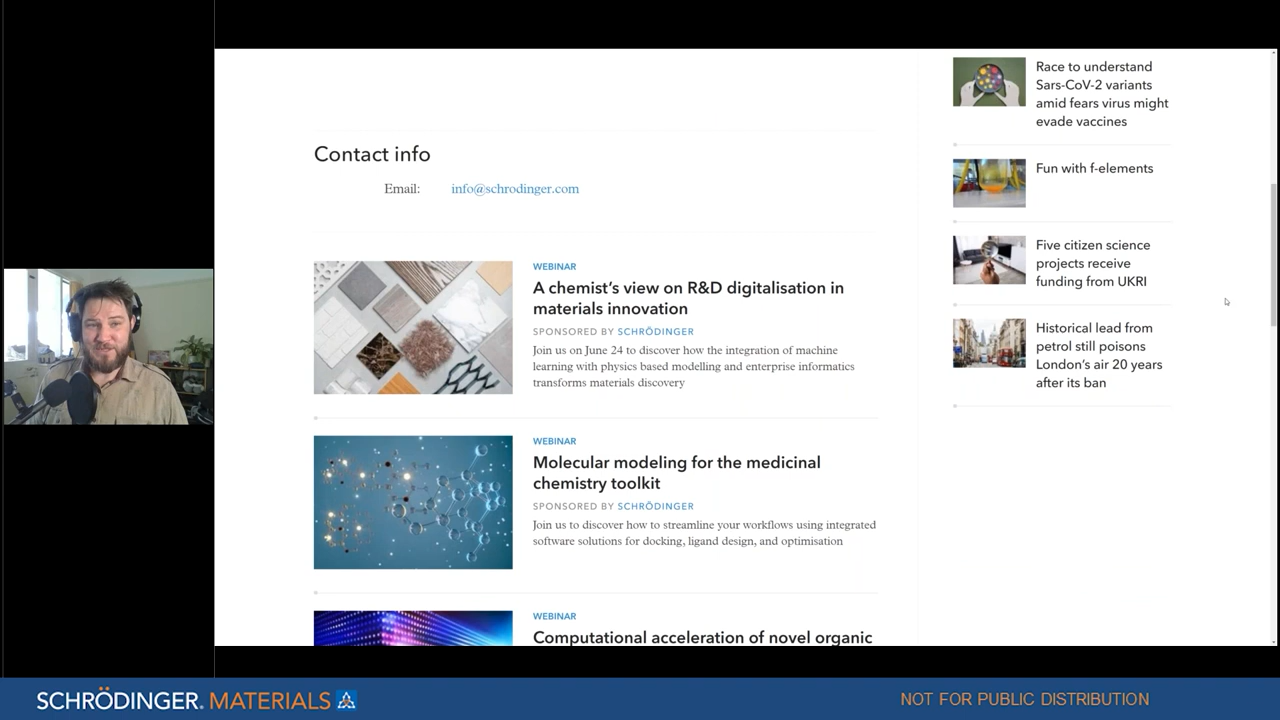 Contact info
Email: info@schrodinger.com
WEBINAR
A chemist’s view on R&D digitalisation in
materials innovation
SPONSORED BY SCHRÖDINGER
Join us on June 24 to discover how the integration of machine
learning with physics based modelling and enterprise informatics
transforms materials discovery
WEBINAR
Molecular modeling for the medicinal
chemistry toolkit
SPONSORED BY SCHRÖDINGER
Join us to discover how to streamline your workflows using integrated
software solutions for docking, ligand design, and optimisation
WEBINAR
Computational acceleration of novel organic
Race to understand
Sars-CoV-2 variants
amid fears virus might
evade vaccines
Fun with f-elements
Five citizen science
projects receive
funding from UKRI
Historical lead from
petrol still poisons
London’s air 20 years
after its ban
SCHRÖDINGER. MATERIALS
NOT FOR PUBLIC DISTRIBUTION